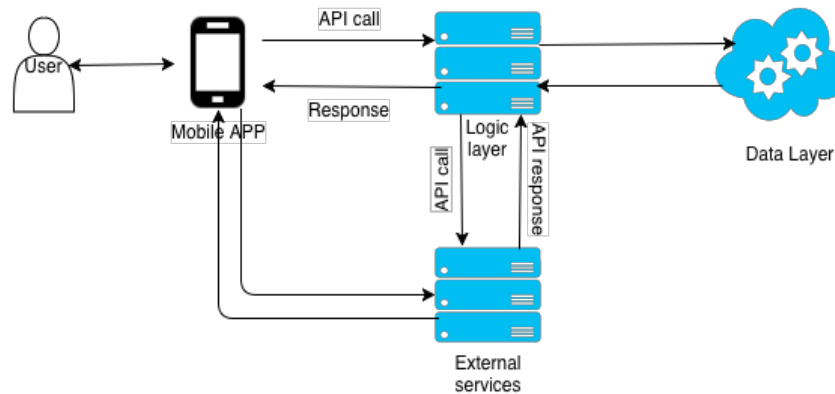 API call
User
Response
Mobile APP
Logic
layer
API call
API response
Data Layer
External
services